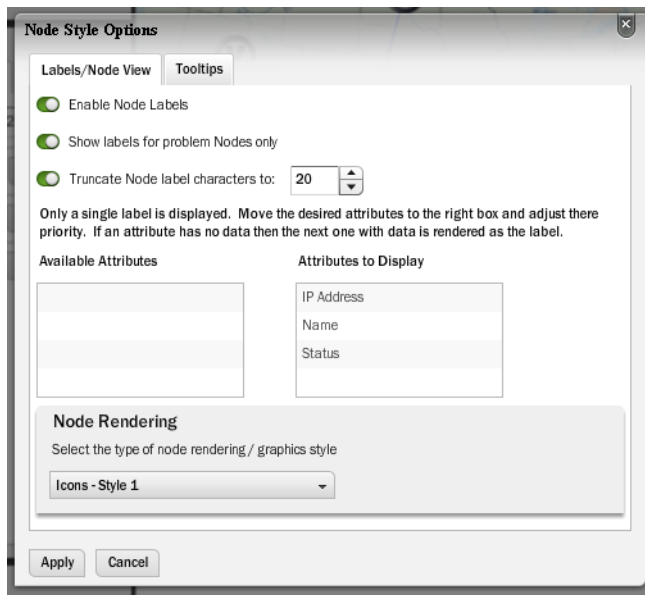 Node Style Options
Labels/Node View
Tooltips
Enable Node Labels
Show labels for problem Nodes only
Truncate Node label characters to: 20
Only a single label is displayed. Move the desired attributes to the right box and adjust there
priority. If an attribute has no data then the next one with data is rendered as the label.
Available Attributes
Attributes to Display
IP Address
Name
Status
Node Rendering
Select the type of node rendering / graphics style
Icons - Style 1
Apply
Cancel